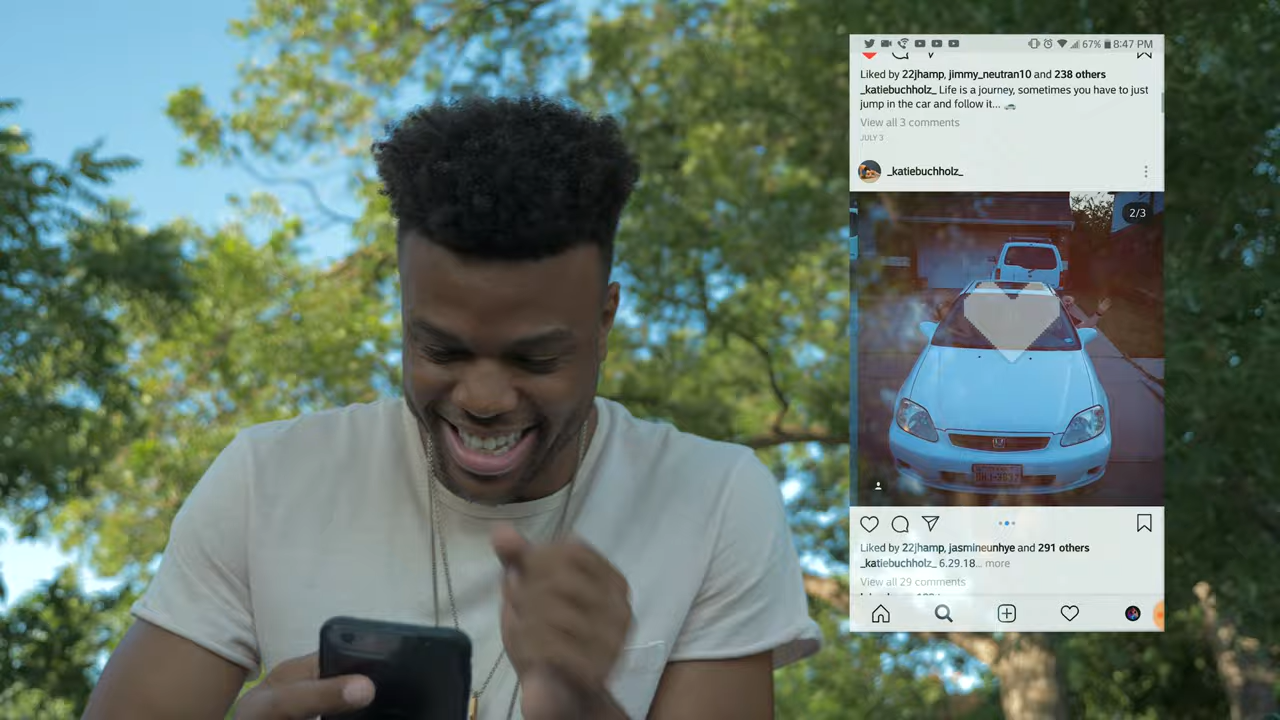 67% 8:47 PM
Liked by 22jhamp, jimmy_neutran10 and 238 others
_katiebuchholz_ Life is a journey, sometimes you have to just
jump in the car and follow it...
View all 3 comments
JULY 3
_katiebuchholz_
2/3
Liked by 22jhamp, jasmineunhye and 291 others
_katiebuchholz_ 6.29.18... more
View all 29 comments